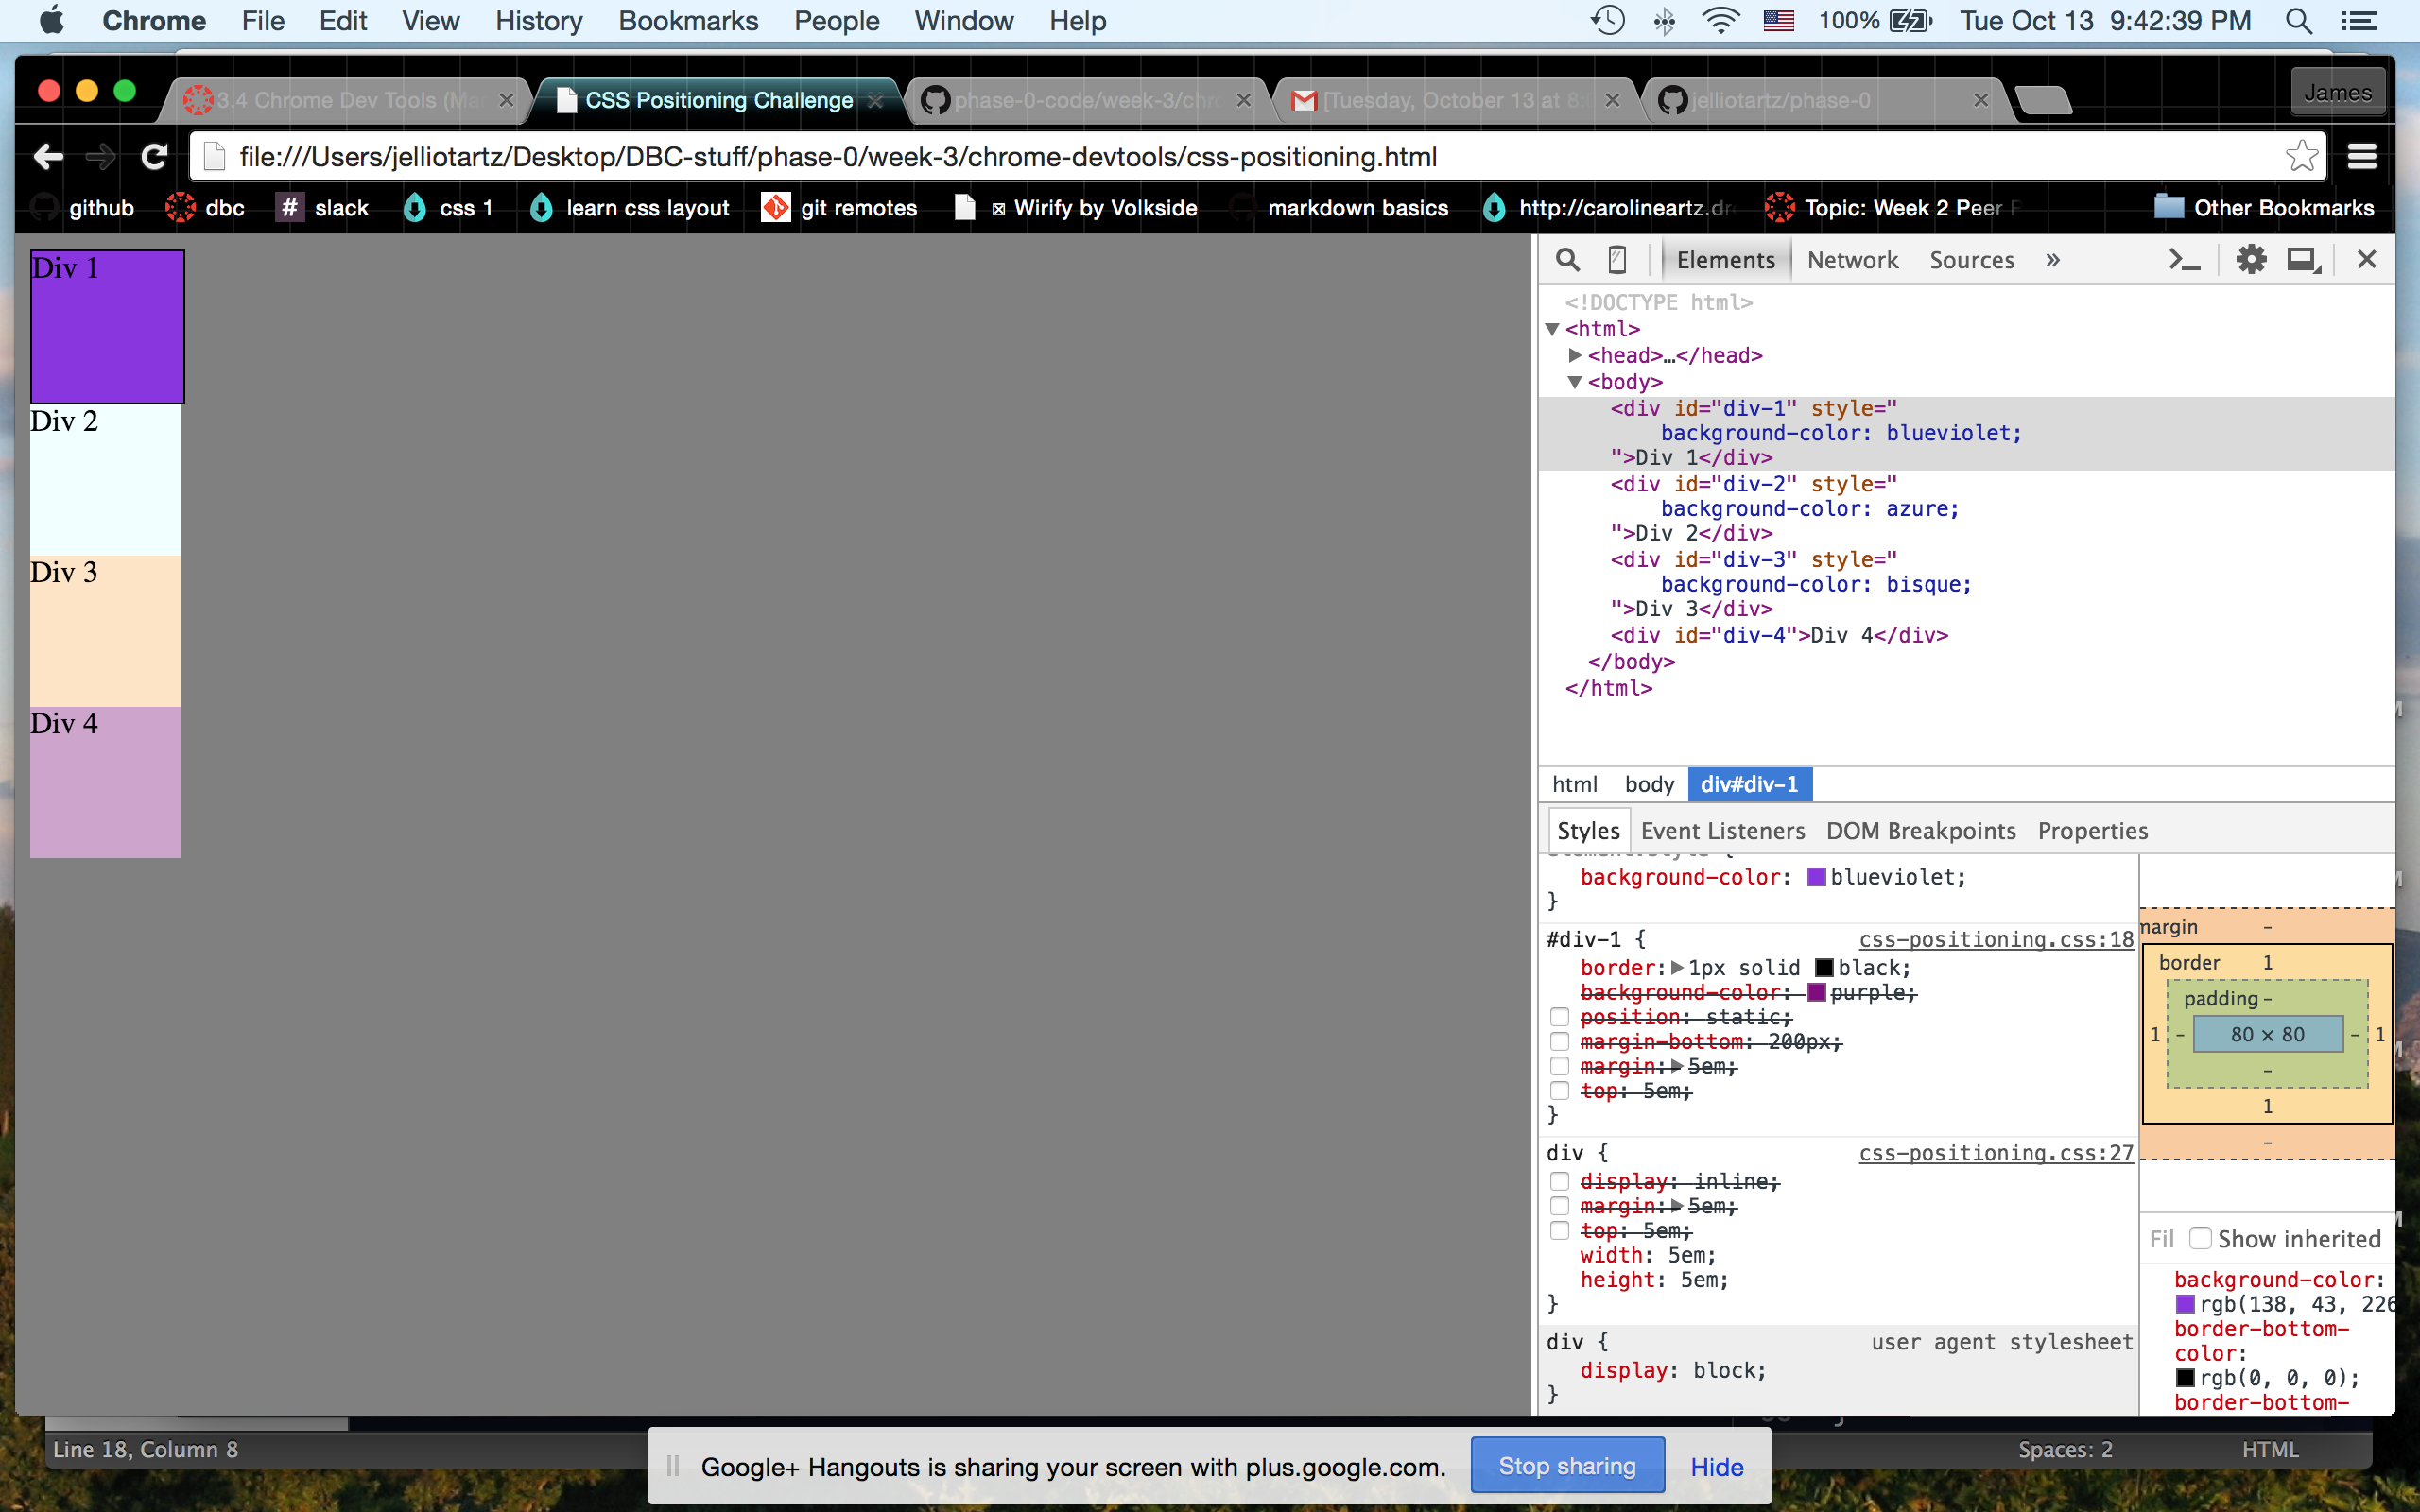 Chrome File Edit View History Bookmarks People Window Help 100% Tue Oct 13 9:42:39 PM
3.4 Chrome Dev Tools (Ma
CSS Positioning Challenge
phase-0-code/week-3/chro
[Tuesday, October 13 at 8:
jelliotartz/phase-0
James
file:///Users/jelliotartz/Desktop/DBC-stuff/phase-0/week-3/chrome-devtools/css-positioning.html
github dbc # slack css 1 learn css layout git remotes Wirify by Volkside markdown basics http://carolineartz.dr Topic: Week 2 Peer Other Bookmarks
Div 1
Div 2
Div 3
Div 4
Elements Network Sources »
<!DOCTYPE html>
<html>
<head>…</head>
<body>
<div id="div-1" style="
background-color: blueviolet;
">Div 1</div>
<div id="div-2" style="
background-color: azure;
">Div 2</div>
<div id="div-3" style="
background-color: bisque;
">Div 3</div>
<div id="div-4">Div 4</div>
</body>
</html>
html body div#div-1
Styles Event Listeners DOM Breakpoints Properties
element.style {
background-color: blueviolet;
}
#div-1 { css-positioning.css:18
border: 1px solid black;
background-color: purple;
position: static;
margin-bottom: 200px;
margin: 5em;
top: 5em;
}
div { css-positioning.css:27
display: inline;
margin: 5em;
top: 5em;
width: 5em;
height: 5em;
}
div { user agent stylesheet
display: block;
}
margin -
border 1
padding -
1 - 80 × 80 - 1
-
1
-
Fil Show inherited
background-color:
rgb(138, 43, 226
border-bottom-
color:
rgb(0, 0, 0);
border-bottom-
Line 18, Column 8
Spaces: 2 HTML
Google+ Hangouts is sharing your screen with plus.google.com. Stop sharing Hide